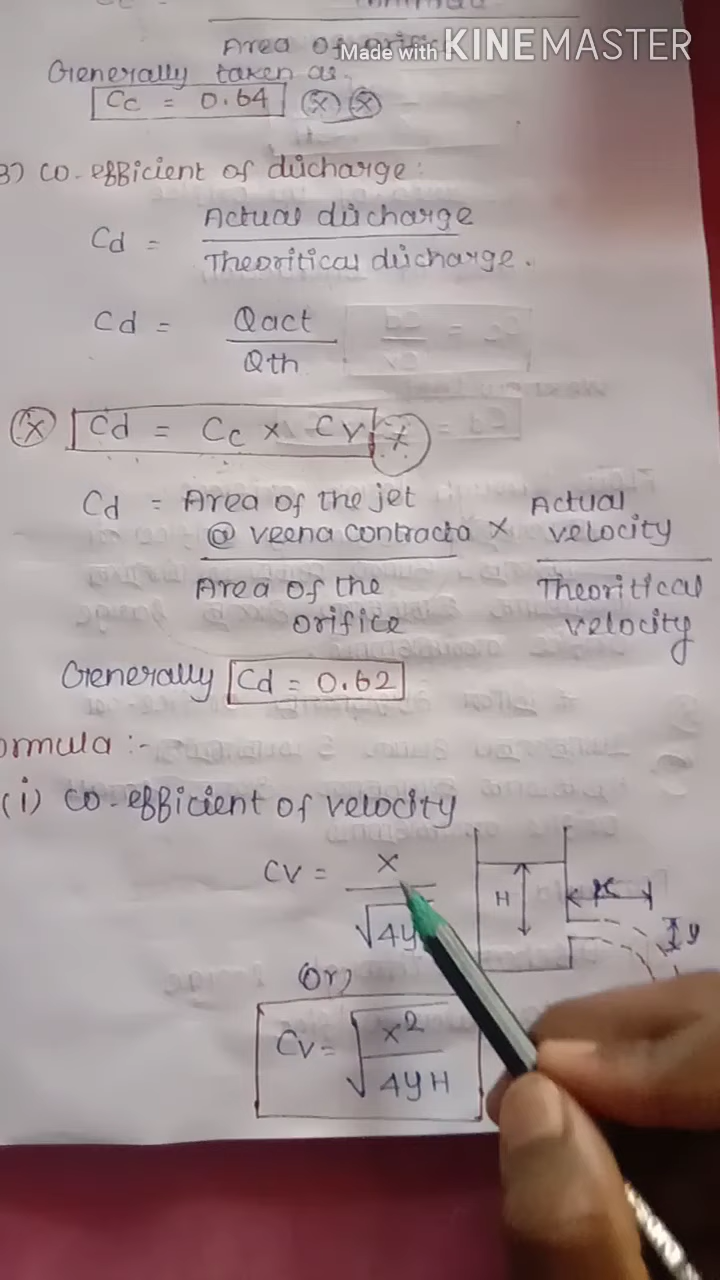 Area of orific
Made with KINEMASTER
Generally taken as
Cc = 0.64 (x) (x)
3) co-efficient of discharge:
Cd = Actual discharge
Theoritical discharge.
Cd = Qact
Qth
(x) Cd = Cc x Cv x
Cd = Area of the jet
@ veena contracta x Actual velocity
Area of the orifice
Theoritical velocity
Generally Cd = 0.62
ormula :-
(i) co-efficient of velocity
Cv = x
√4y
H x y
(or)
Cv = √x²
4yH